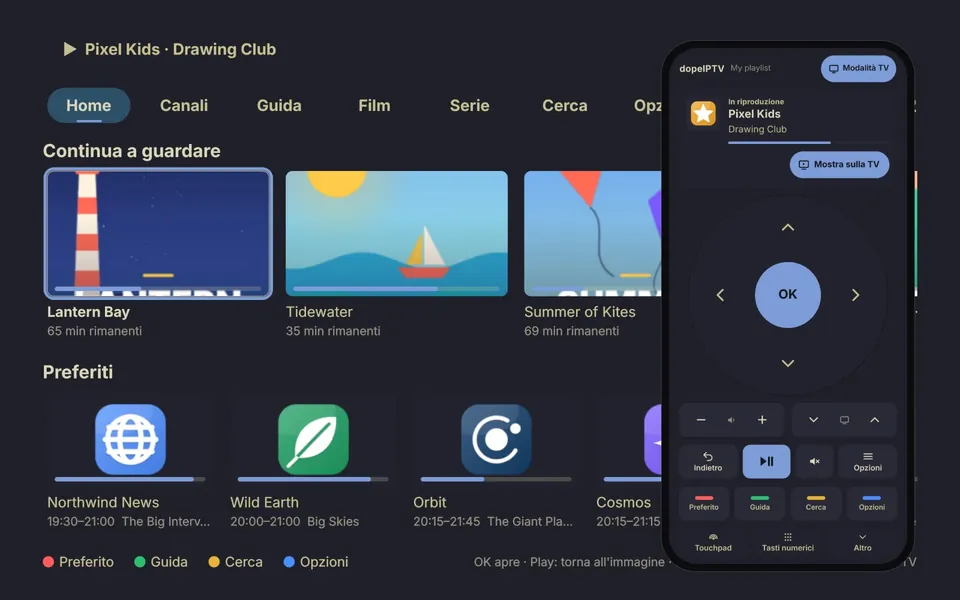 Pixel Kids · Drawing Club
Home
Canali
Guida
Film
Serie
Cerca
Continua a guardare
Lantern Bay
65 min rimanenti
Tidewater
35 min rimanenti
Summer of Kites
69 min rimanenti
Preferiti
Northwind News
19:30–21:00 The Big Interv...
Wild Earth
20:00–21:00 Big Skies
Orbit
20:15–21:45 The Giant Pla...
Cosmos
20:15–21:15
Preferito
Guida
Cerca
Opzioni
OK apre · Play: torna all'immagine ·
TV
dopeIPTV
My playlist
Modalità TV
In riproduzione
Pixel Kids
Drawing Club
Mostra sulla TV
OK
Indietro
Opzioni
Preferito
Guida
Cerca
Opzioni
Touchpad
Tasti numerici
Altro